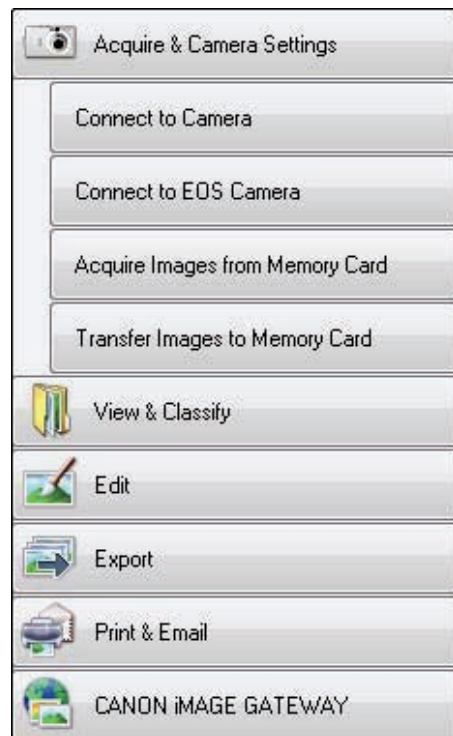 Acquire & Camera Settings
Connect to Camera
Connect to EOS Camera
Acquire Images from Memory Card
Transfer Images to Memory Card
View & Classify
Edit
Export
Print & Email
CANON iMAGE GATEWAY